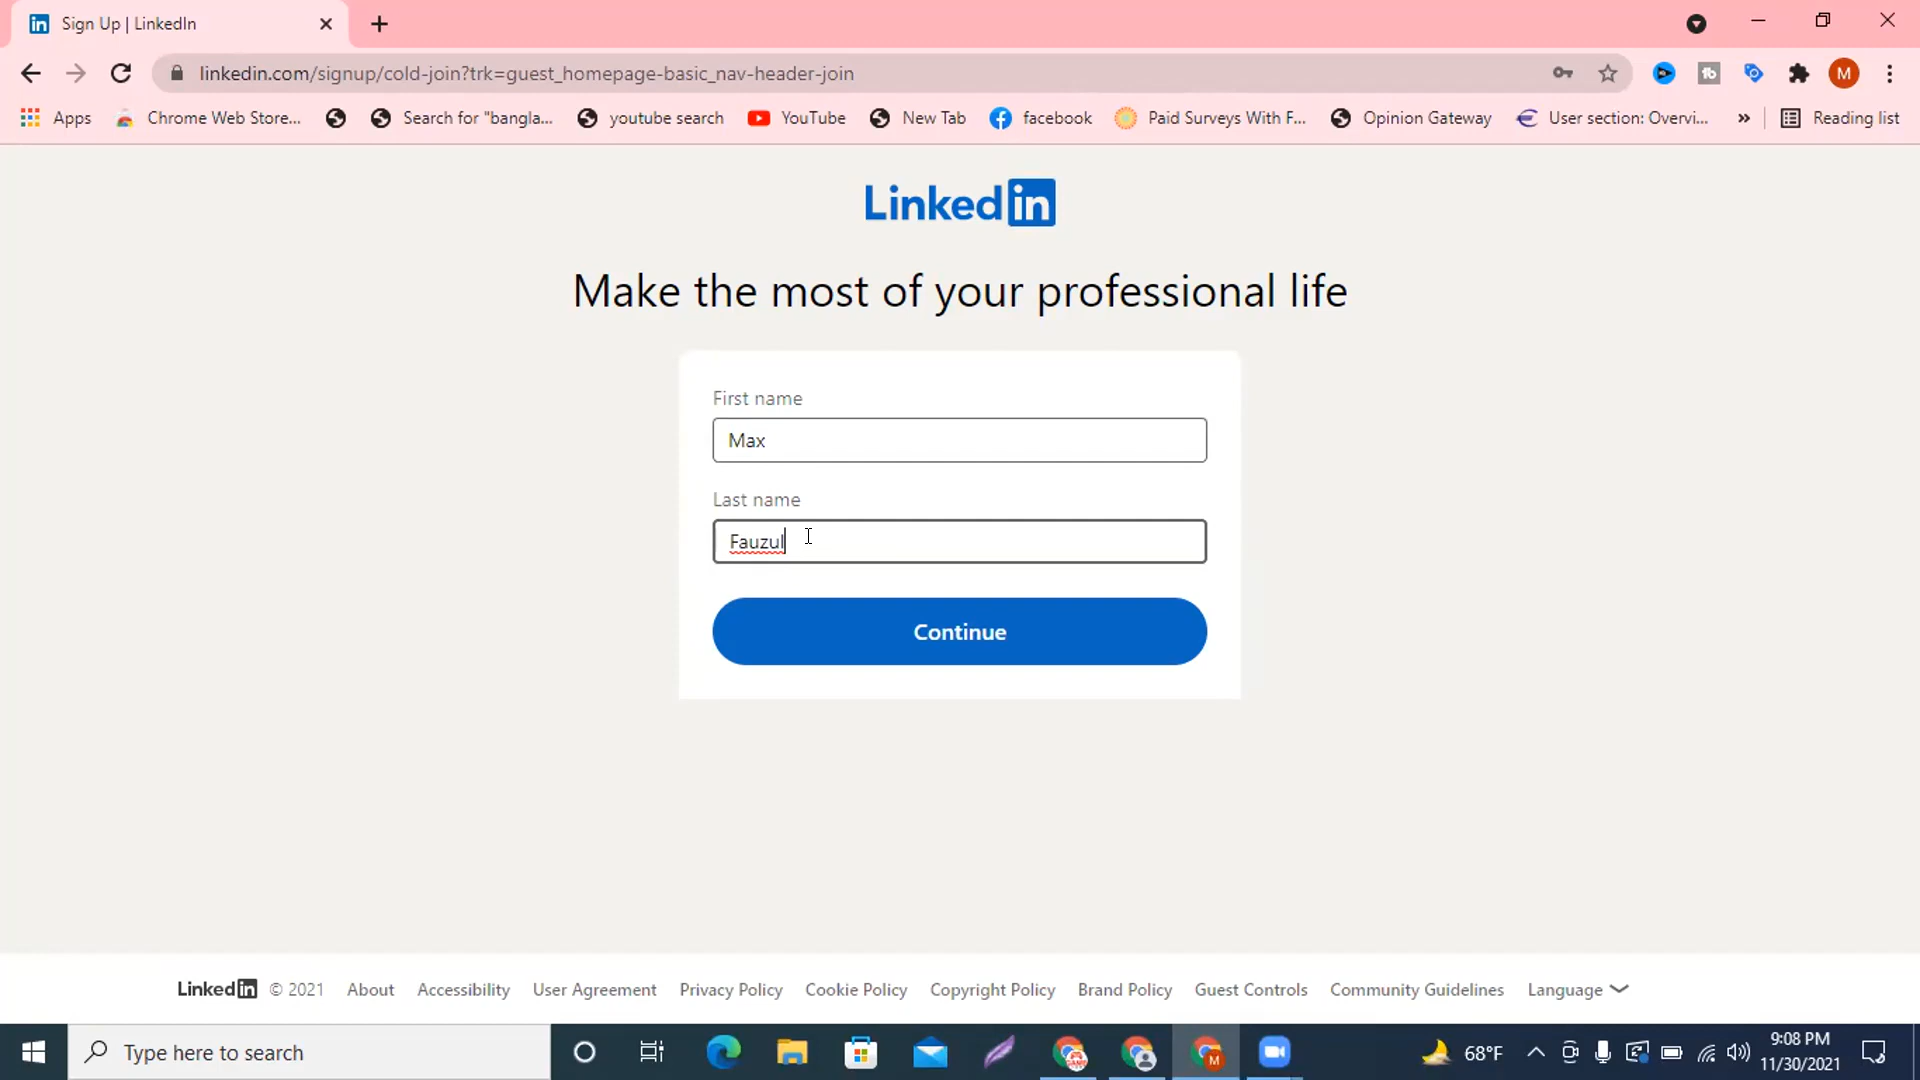 Sign Up | LinkedIn
linkedin.com/signup/cold-join?trk=guest_homepage-basic_nav-header-join
M
Apps
Chrome Web Store...
Search for "bangla...
youtube search
YouTube
New Tab
facebook
Paid Surveys With F...
Opinion Gateway
User section: Overvi...
»
Reading list
Linked in
Make the most of your professional life
First name
Max
Last name
Fauzul
Continue
Linked in © 2021 About Accessibility User Agreement Privacy Policy Cookie Policy Copyright Policy Brand Policy Guest Controls Community Guidelines Language
Type here to search
68°F
9:08 PM
11/30/2021